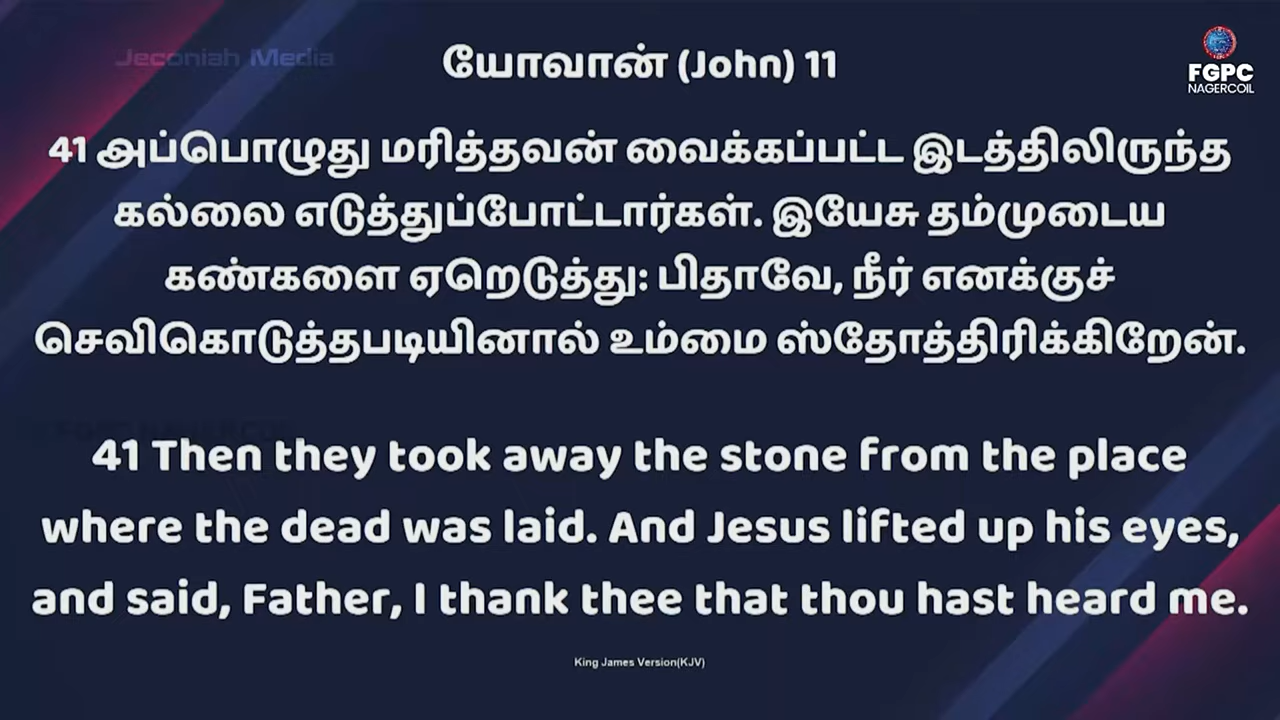 Jeconiah Media
யோவான் (John) 11
FGPC
NAGERCOIL
41 அப்பொழுது மரித்தவன் வைக்கப்பட்ட இடத்திலிருந்த
கல்லை எடுத்துப்போட்டார்கள். இயேசு தம்முடைய
கண்களை ஏறெடுத்து: பிதாவே, நீர் எனக்குச்
செவிகொடுத்தபடியினால் உம்மை ஸ்தோத்திரிக்கிறேன்.
41 Then they took away the stone from the place
where the dead was laid. And Jesus lifted up his eyes,
and said, Father, I thank thee that thou hast heard me.
King James Version(KJV)